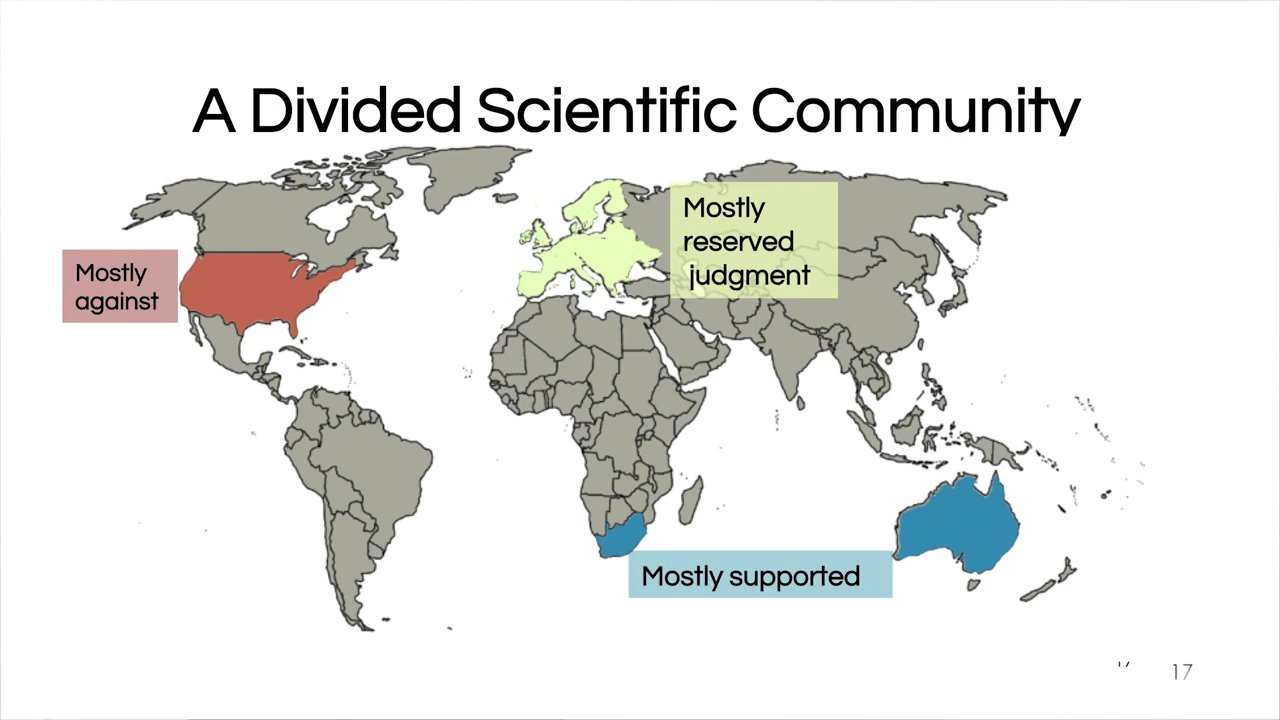 A Divided Scientific Community
Mostly
reserved
judgment
Mostly
against
Mostly supported
17